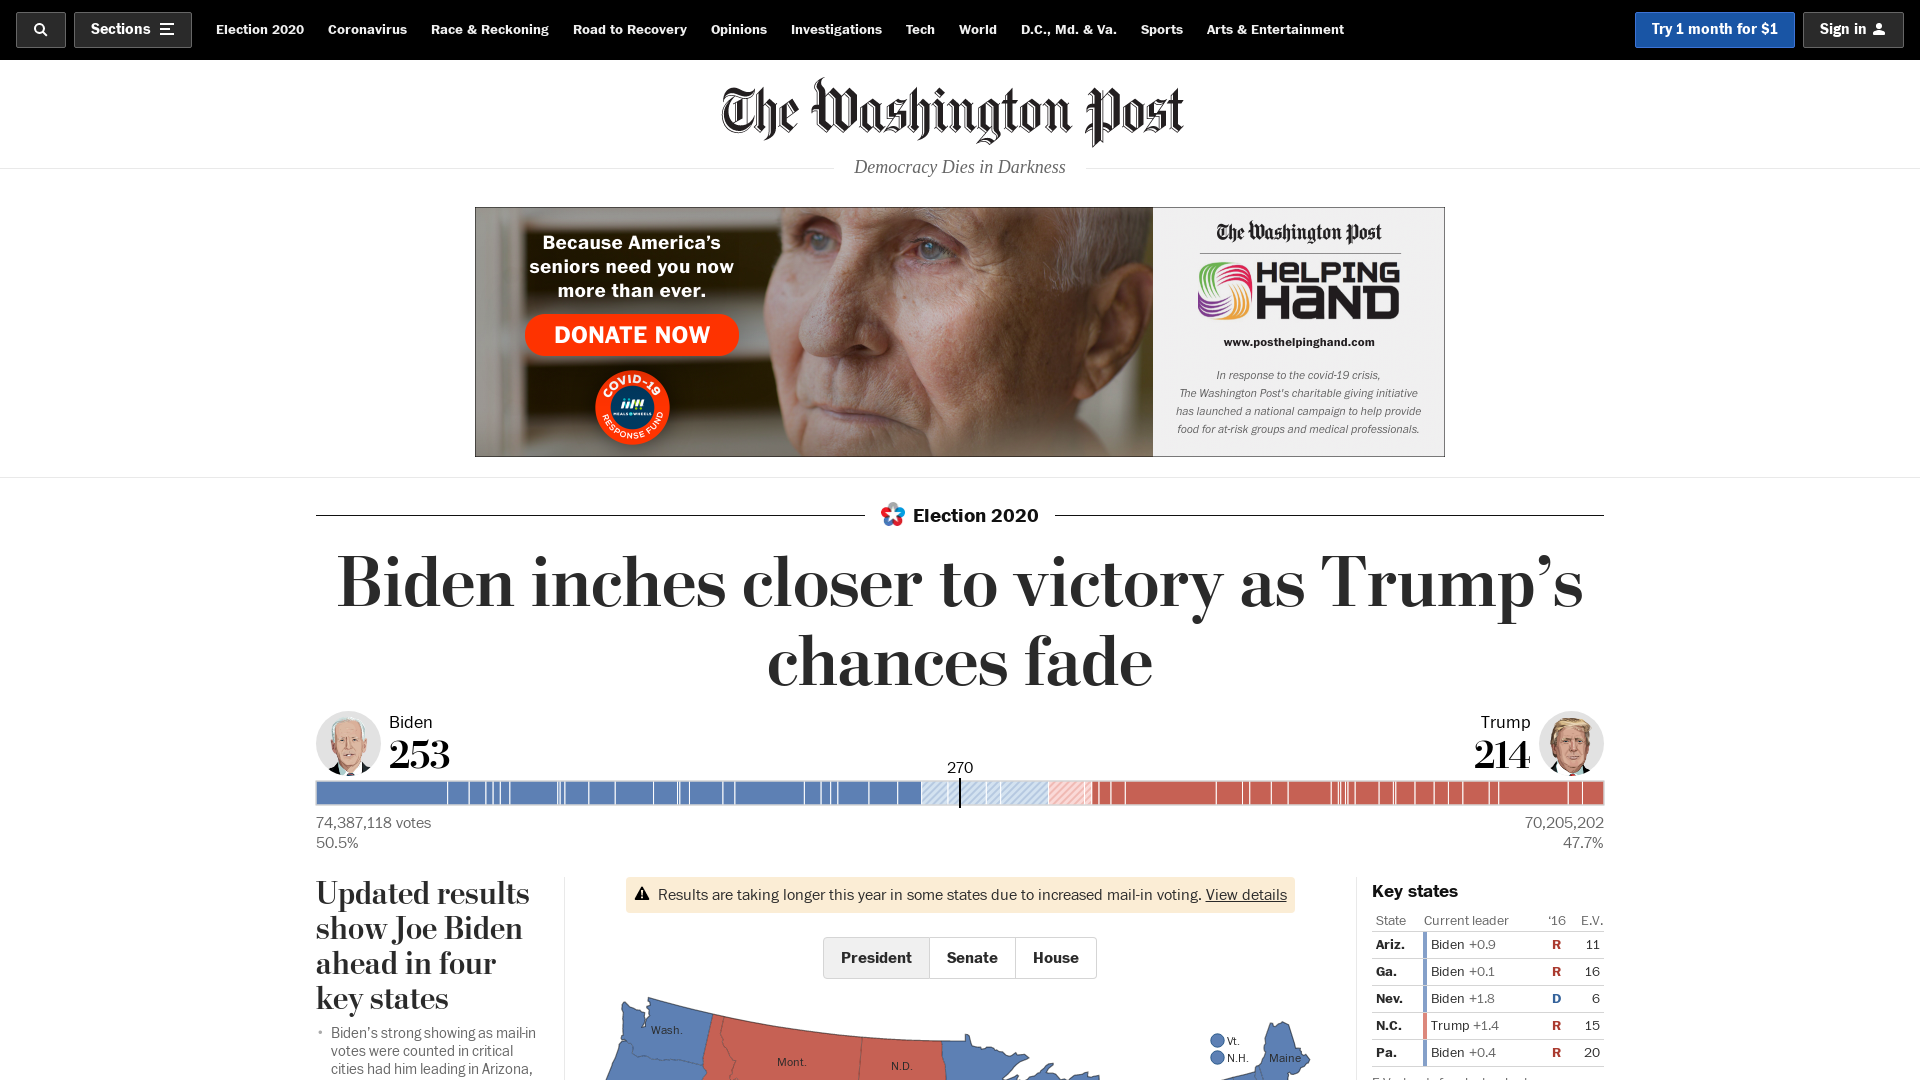 Sections
Election 2020
Coronavirus
Race & Reckoning
Road to Recovery
Opinions
Investigations
Tech
World
D.C., Md. & Va.
Sports
Arts & Entertainment
Try 1 month for $1
Sign in
The Washington Post
Democracy Dies in Darkness
Because America's
seniors need you now
more than ever.
DONATE NOW
COVID-19
MEALS ON WHEELS
RESPONSE FUND
The Washington Post
HELPING
HAND
www.posthelpinghand.com
In response to the covid-19 crisis,
The Washington Post's charitable giving initiative
has launched a national campaign to help provide
food for at-risk groups and medical professionals.
Election 2020
Biden inches closer to victory as Trump’s
chances fade
Biden
253
Trump
214
270
74,387,118 votes
50.5%
70,205,202
47.7%
Updated results
show Joe Biden
ahead in four
key states
• Biden’s strong showing as mail-in
votes were counted in critical
cities had him leading in Arizona,
Results are taking longer this year in some states due to increased mail-in voting. View details
President
Senate
House
Wash.
Mont.
N.D.
Vt.
N.H.
Maine
Key states
State Current leader ‘16 E.V.
Ariz. Biden +0.9 R 11
Ga. Biden +0.1 R 16
Nev. Biden +1.8 D 6
N.C. Trump +1.4 R 15
Pa. Biden +0.4 R 20